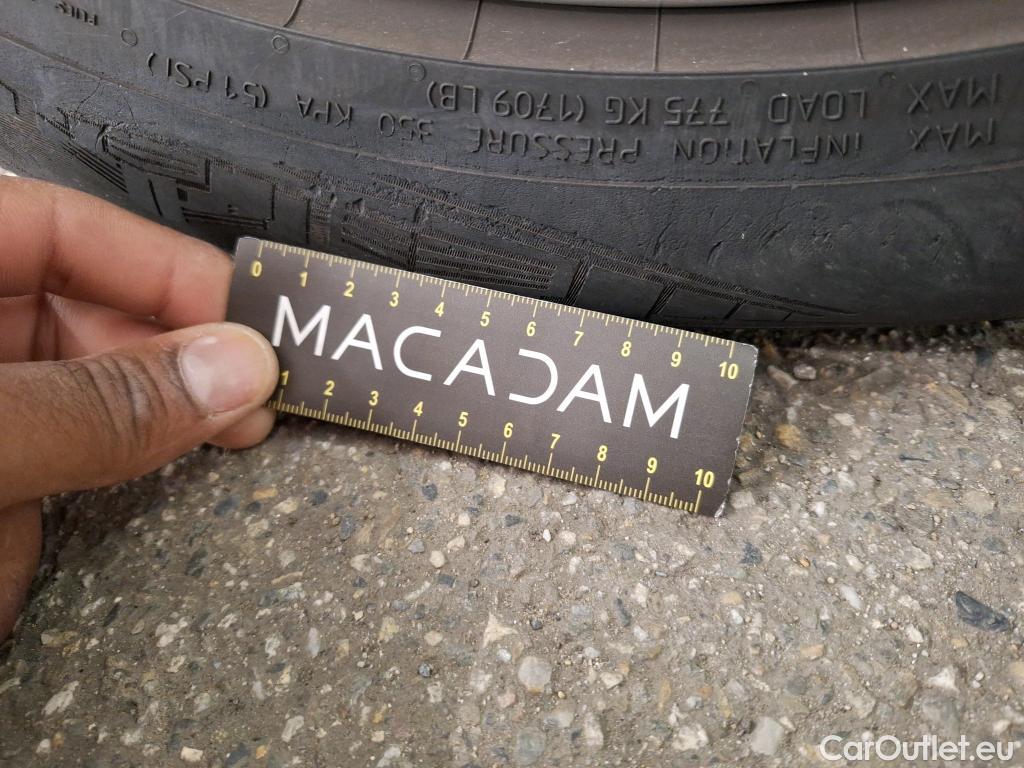 MAX LOAD 775 KG (1709 LB)
MAX INFLATION PRESSURE 350 KPA (51 PSI)
0 1 2 3 4 5 6 7 8 9 10
MACADAM
1 2 3 4 5 6 7 8 9 10
CarOutlet.eu